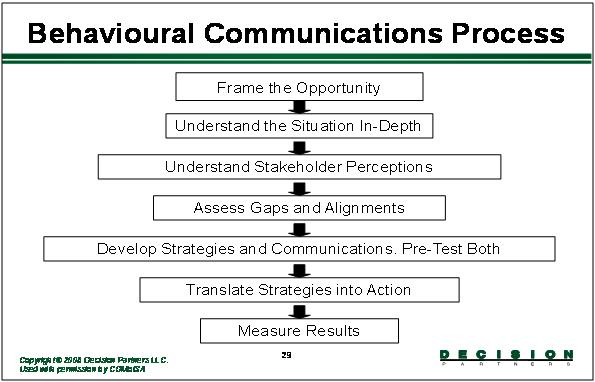 Behavioural Communications Process
Frame the Opportunity
Understand the Situation In-Depth
Understand Stakeholder Perceptions
Assess Gaps and Alignments
Develop Strategies and Communications. Pre-Test Both
Translate Strategies into Action
Measure Results
Copyright © Decision Partners LLC.
Used with permission by
29
DECISION
PARTNERS